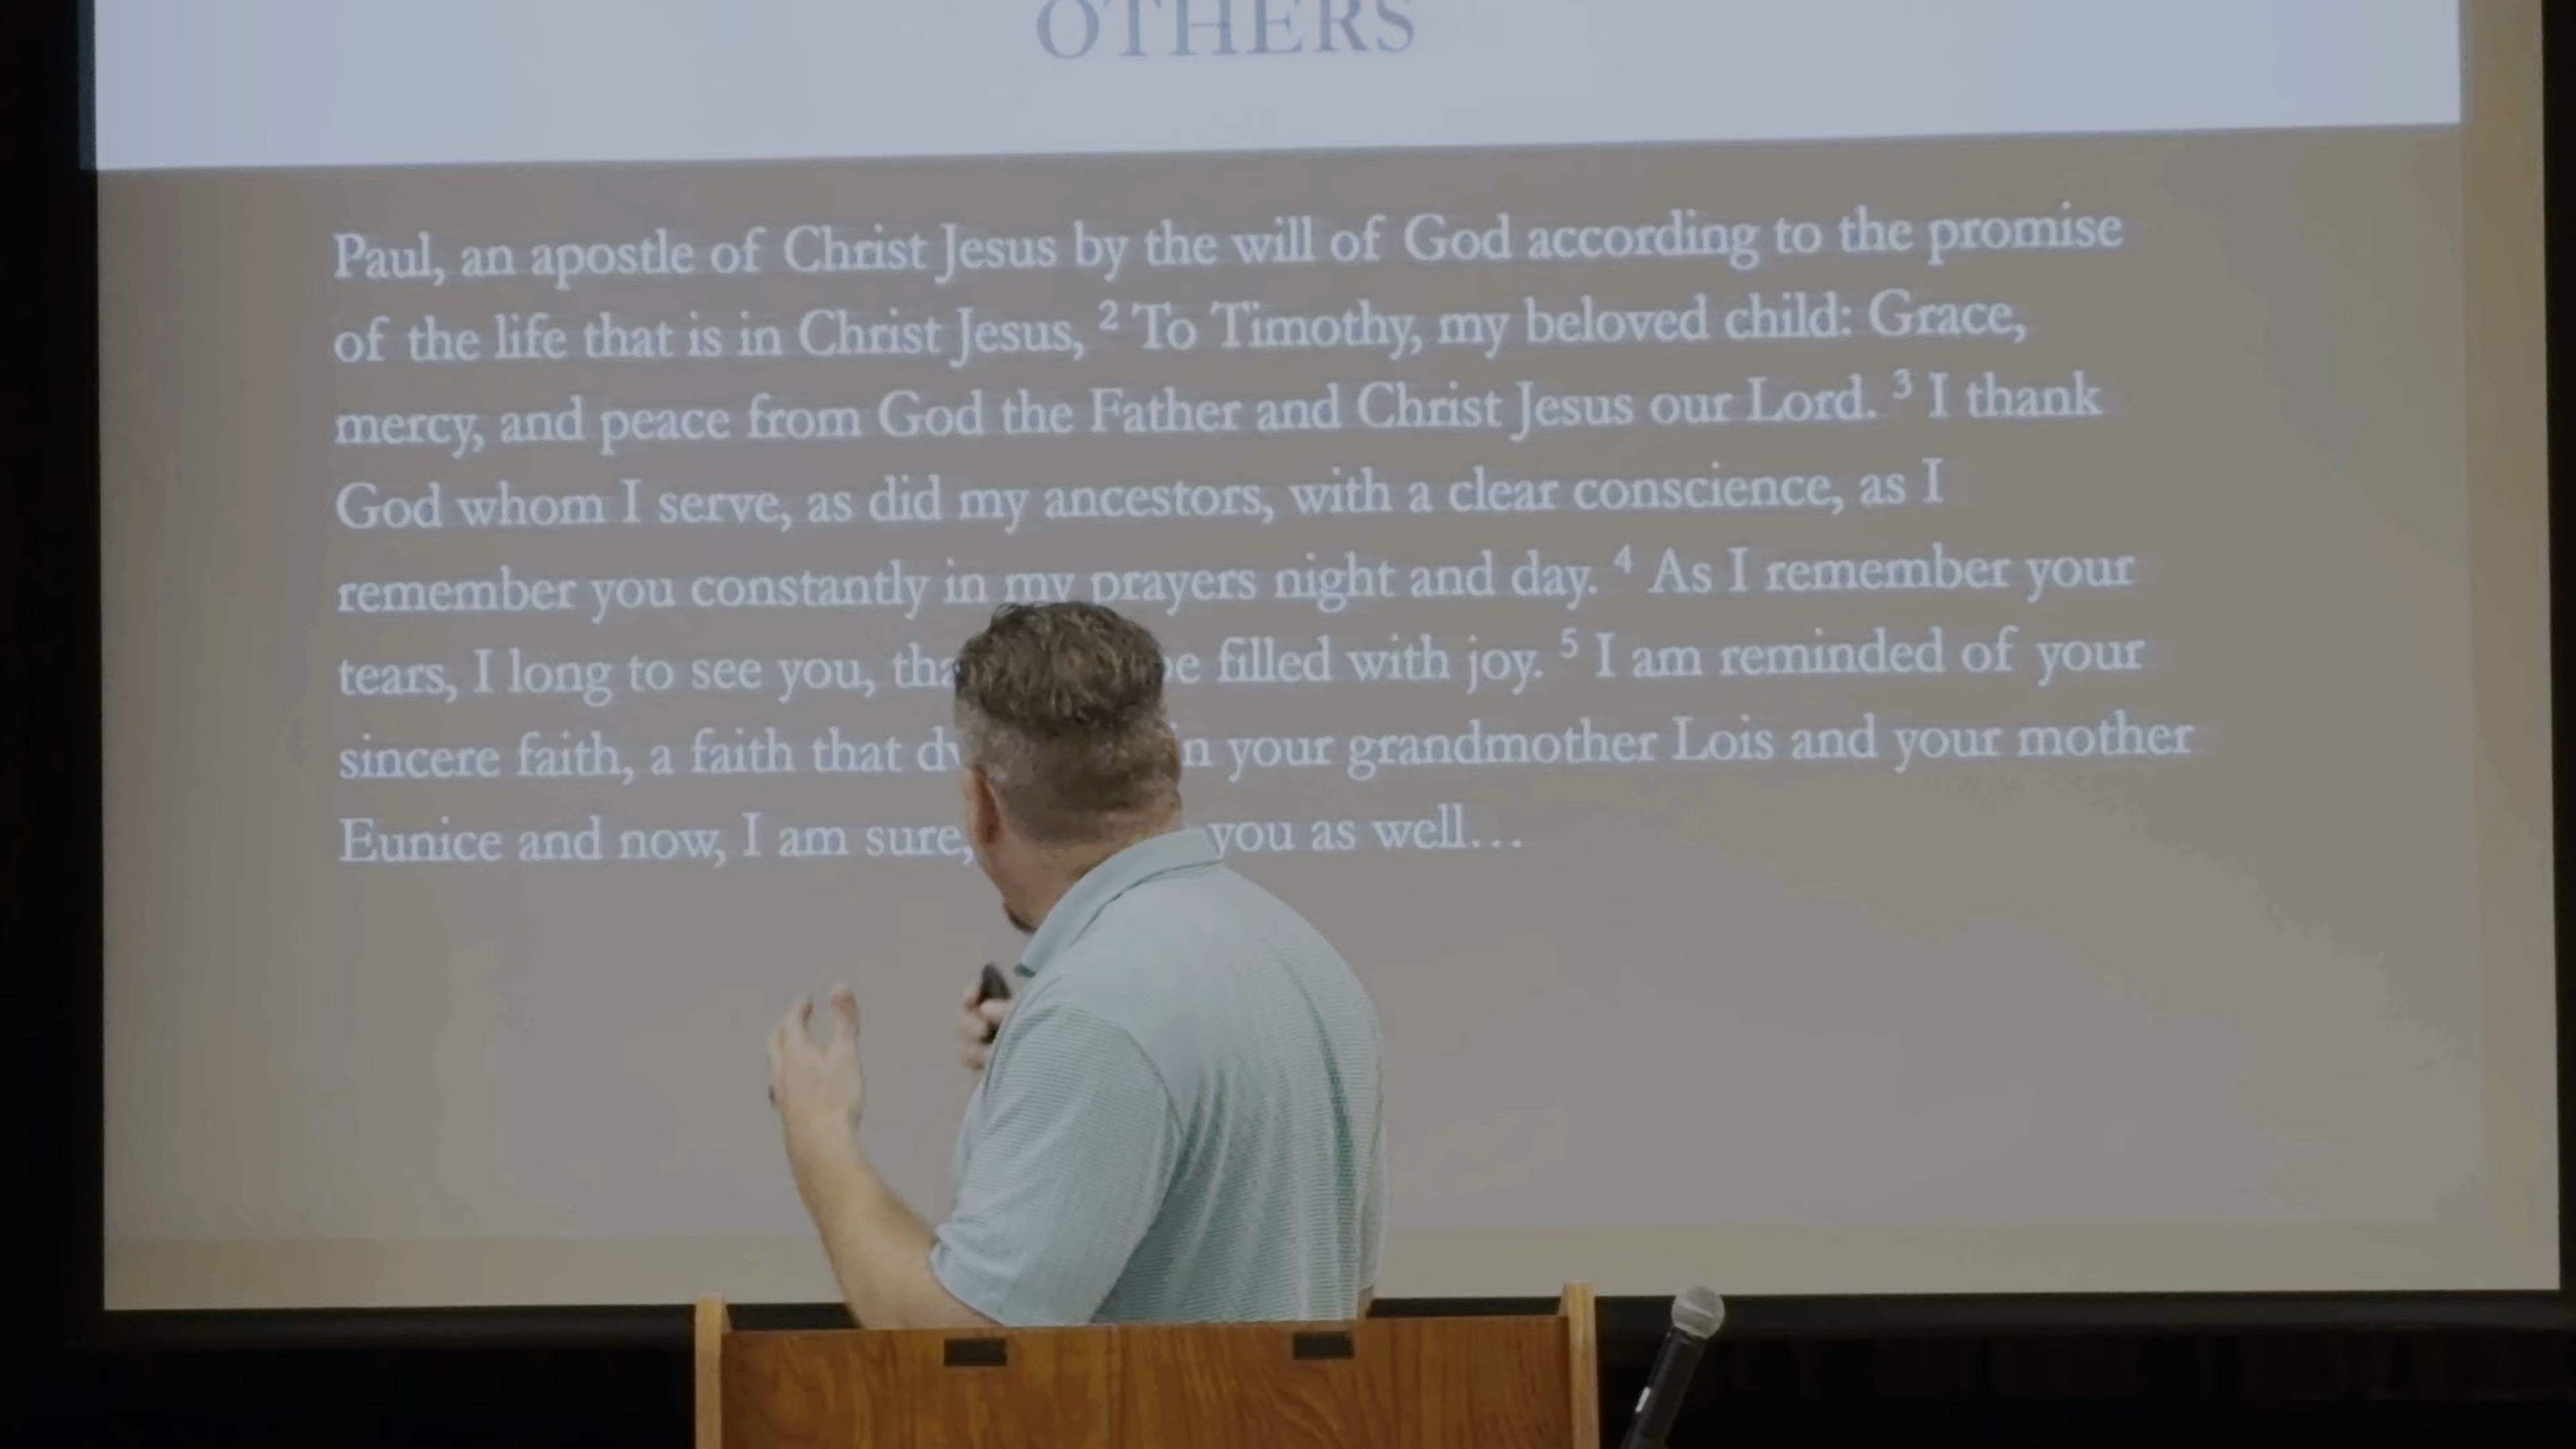 OTHERS
Paul, an apostle of Christ Jesus by the will of God according to the promise
of the life that is in Christ Jesus, ² To Timothy, my beloved child: Grace,
mercy, and peace from God the Father and Christ Jesus our Lord. ³ I thank
God whom I serve, as did my ancestors, with a clear conscience, as I
remember you constantly in my prayers night and day. ⁴ As I remember your
tears, I long to see you, filled with joy. ⁵ I am reminded of your
sincere faith, a faith that your grandmother Lois and your mother
Eunice and now, I am sure, you as well…